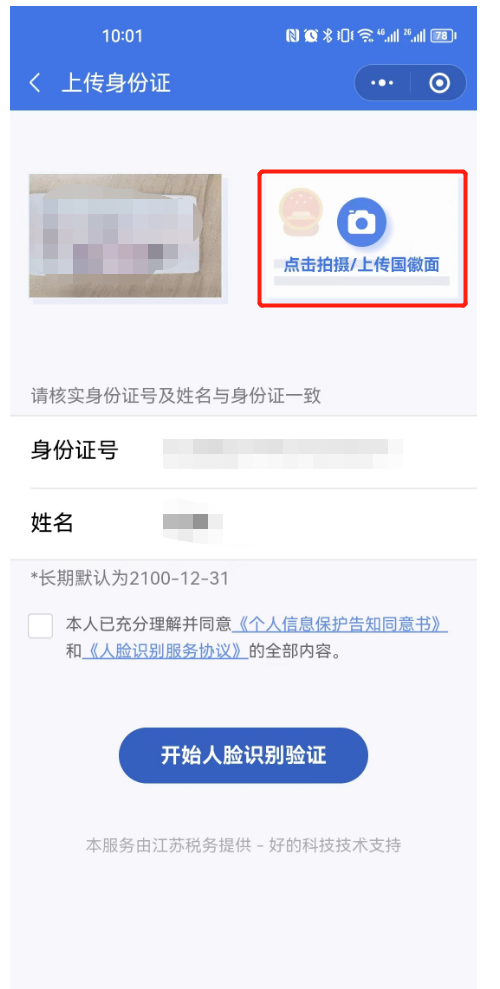 10:01
78
上传身份证
点击拍摄/上传国徽面
请核实身份证号及姓名与身份证一致
身份证号
姓名
*长期默认为2100-12-31
本人已充分理解并同意《个人信息保护告知同意书》
和《人脸识别服务协议》的全部内容。
开始人脸识别验证
本服务由江苏税务提供 - 好的科技技术支持